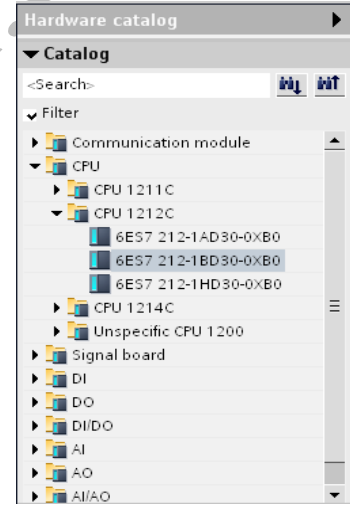 Hardware catalog
Catalog
<Search>
Filter
Communication module
CPU
CPU 1211C
CPU 1212C
6ES7 212-1AD30-0XB0
6ES7 212-1BD30-0XB0
6ES7 212-1HD30-0XB0
CPU 1214C
Unspecific CPU 1200
Signal board
DI
DO
DI/DO
AI
AO
AI/AO